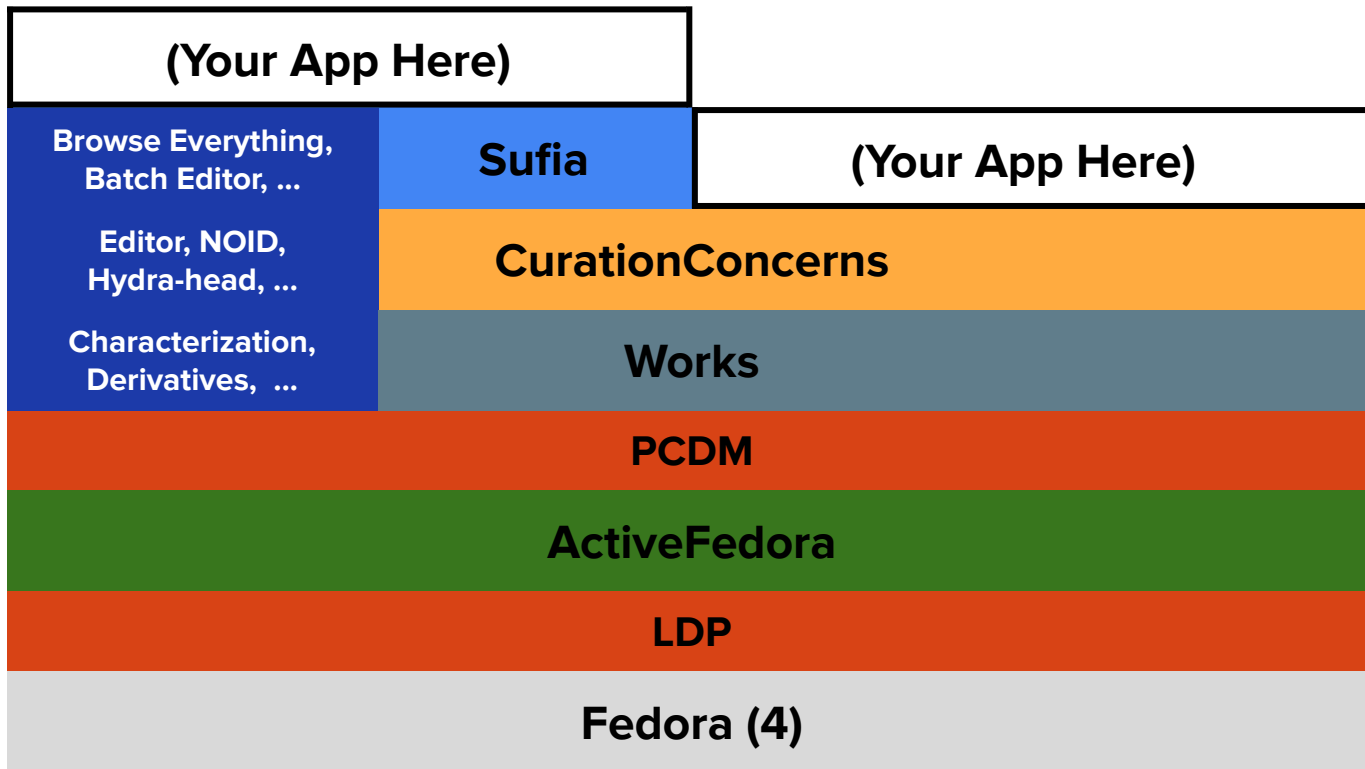 (Your App Here)
Browse Everything,
Batch Editor, ...
Sufia
(Your App Here)
Editor, NOID,
Hydra-head, ...
CurationConcerns
Characterization,
Derivatives,  ...
Works
PCDM
ActiveFedora
LDP
Fedora (4)